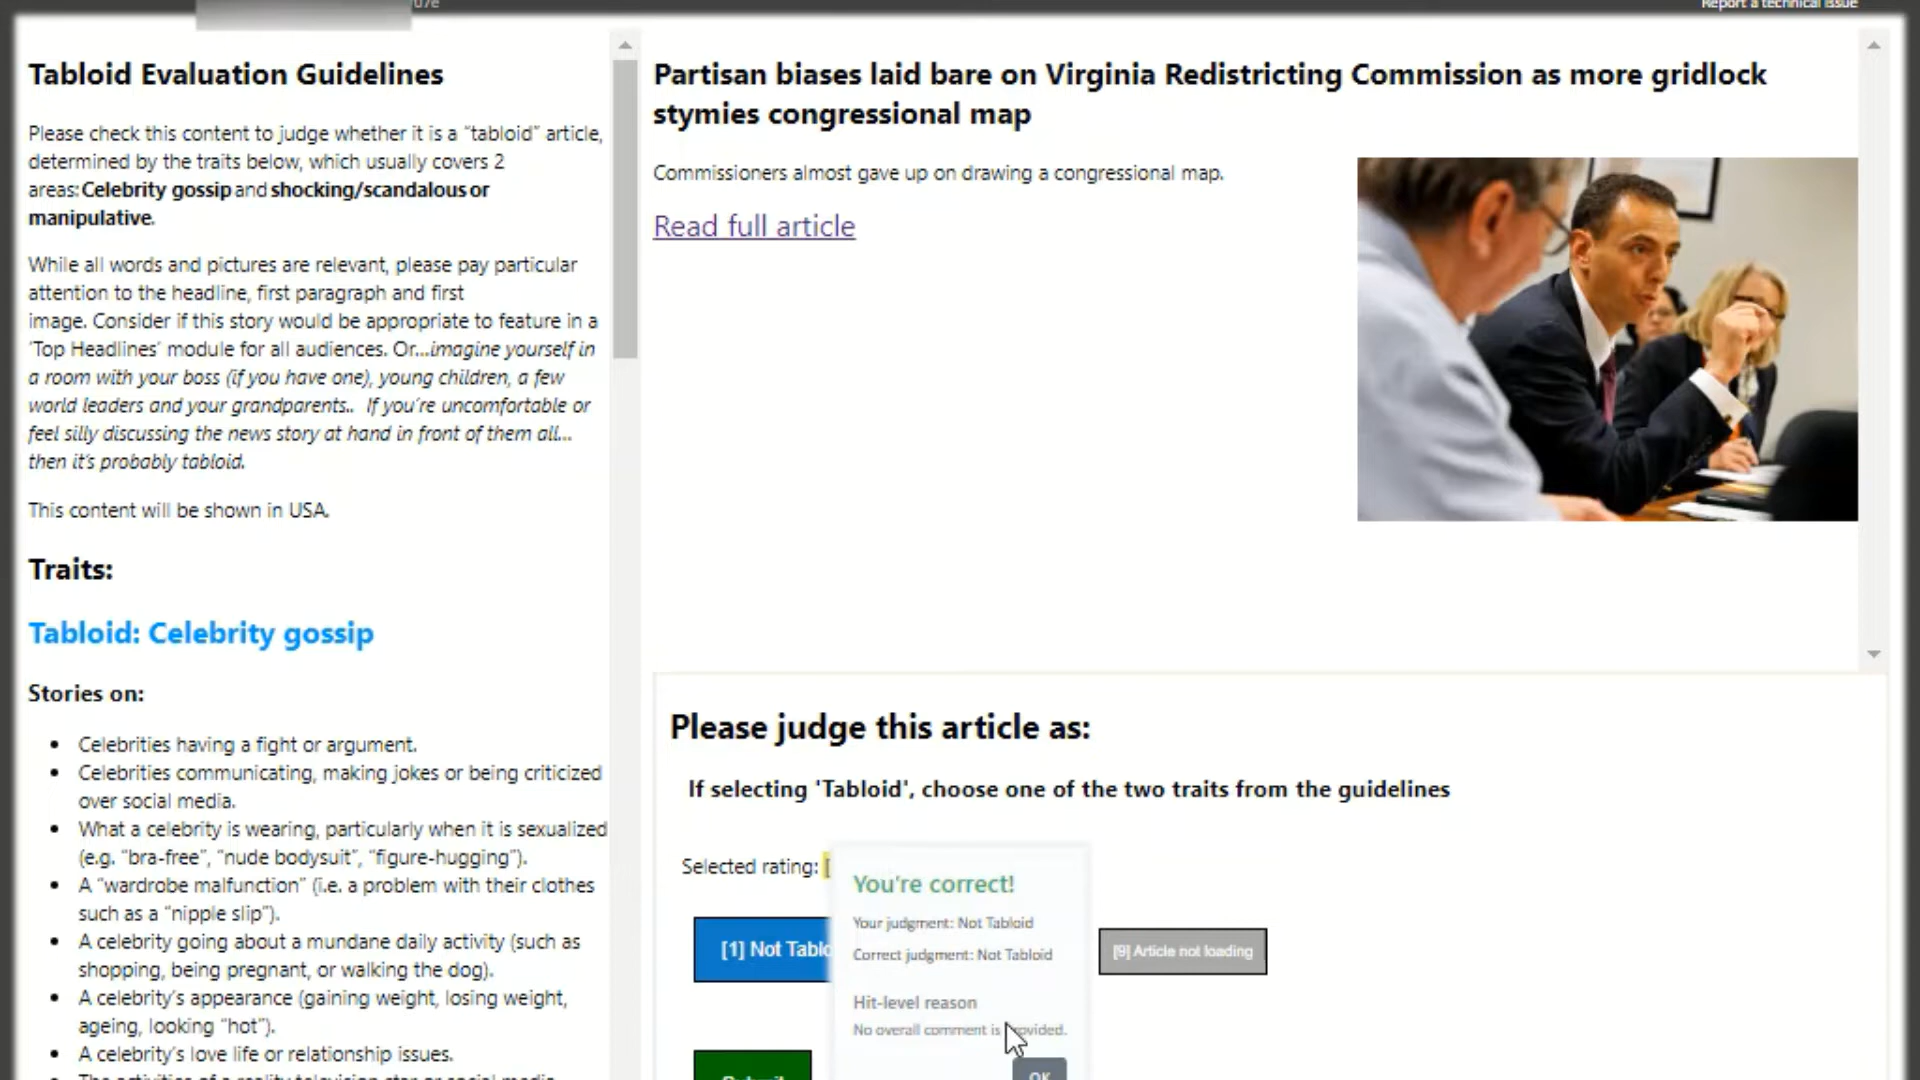 Report a technical issue
Tabloid Evaluation Guidelines
Please check this content to judge whether it is a “tabloid” article,
determined by the traits below, which usually covers 2
areas: Celebrity gossip and shocking/scandalous or
manipulative.
While all words and pictures are relevant, please pay particular
attention to the headline, first paragraph and first
image. Consider if this story would be appropriate to feature in a
‘Top Headlines’ module for all audiences. Or...imagine yourself in
a room with your boss (if you have one), young children, a few
world leaders and your grandparents.. If you’re uncomfortable or
feel silly discussing the news story at hand in front of them all...
then it’s probably tabloid.
This content will be shown in USA.
Traits:
Tabloid: Celebrity gossip
Stories on:
Celebrities having a fight or argument.
Celebrities communicating, making jokes or being criticized
over social media.
What a celebrity is wearing, particularly when it is sexualized
(e.g. “bra-free”, “nude bodysuit”, “figure-hugging”).
A “wardrobe malfunction” (i.e. a problem with their clothes
such as a “nipple slip”).
A celebrity going about a mundane daily activity (such as
shopping, being pregnant, or walking the dog).
A celebrity’s appearance (gaining weight, losing weight,
ageing, looking “hot”).
A celebrity’s love life or relationship issues.
Partisan biases laid bare on Virginia Redistricting Commission as more gridlock
stymies congressional map
Commissioners almost gave up on drawing a congressional map.
Read full article
Please judge this article as:
If selecting 'Tabloid', choose one of the two traits from the guidelines
Selected rating: [
[1] Not Tablo
[9] Article not loading
You're correct!
Your judgment: Not Tabloid
Correct judgment: Not Tabloid
Hit-level reason
No overall comment is provided.
OK